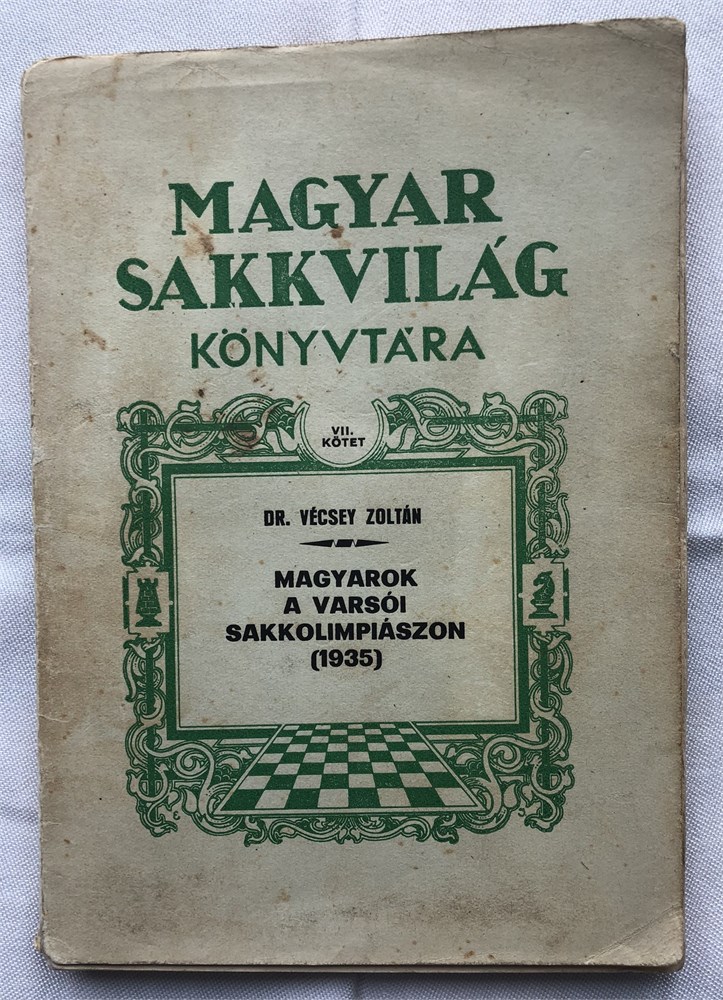 MAGYAR
SAKKVILÁG
KÖNYVTÁRA
VII.
KÖTET
DR. VÉCSEY ZOLTÁN
MAGYAROK
A VARSÓI
SAKKOLIMPIÁSZON
(1935)